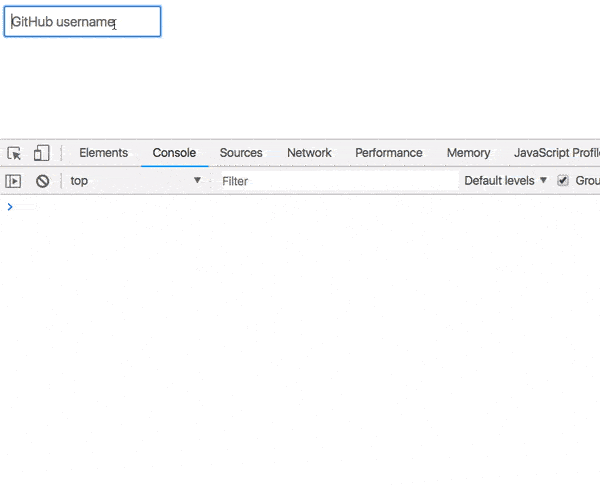 GitHub username
Elements Console Sources Network Performance Memory JavaScript Profile
top Filter Default levels Grou